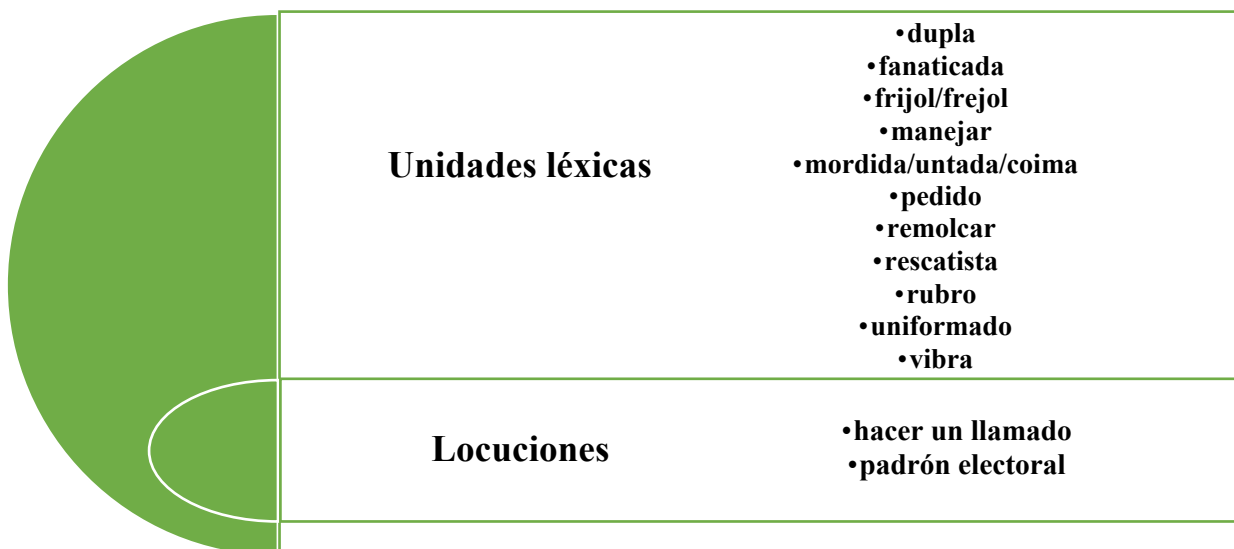 Unidades léxicas
•dupla
•fanaticada
•frijol/frejol
•manejar
•mordida/untada/coima
•pedido
•remolcar
•rescatista
•rubro
•uniformado
•vibra
Locuciones
•hacer un llamado
•padrón electoral